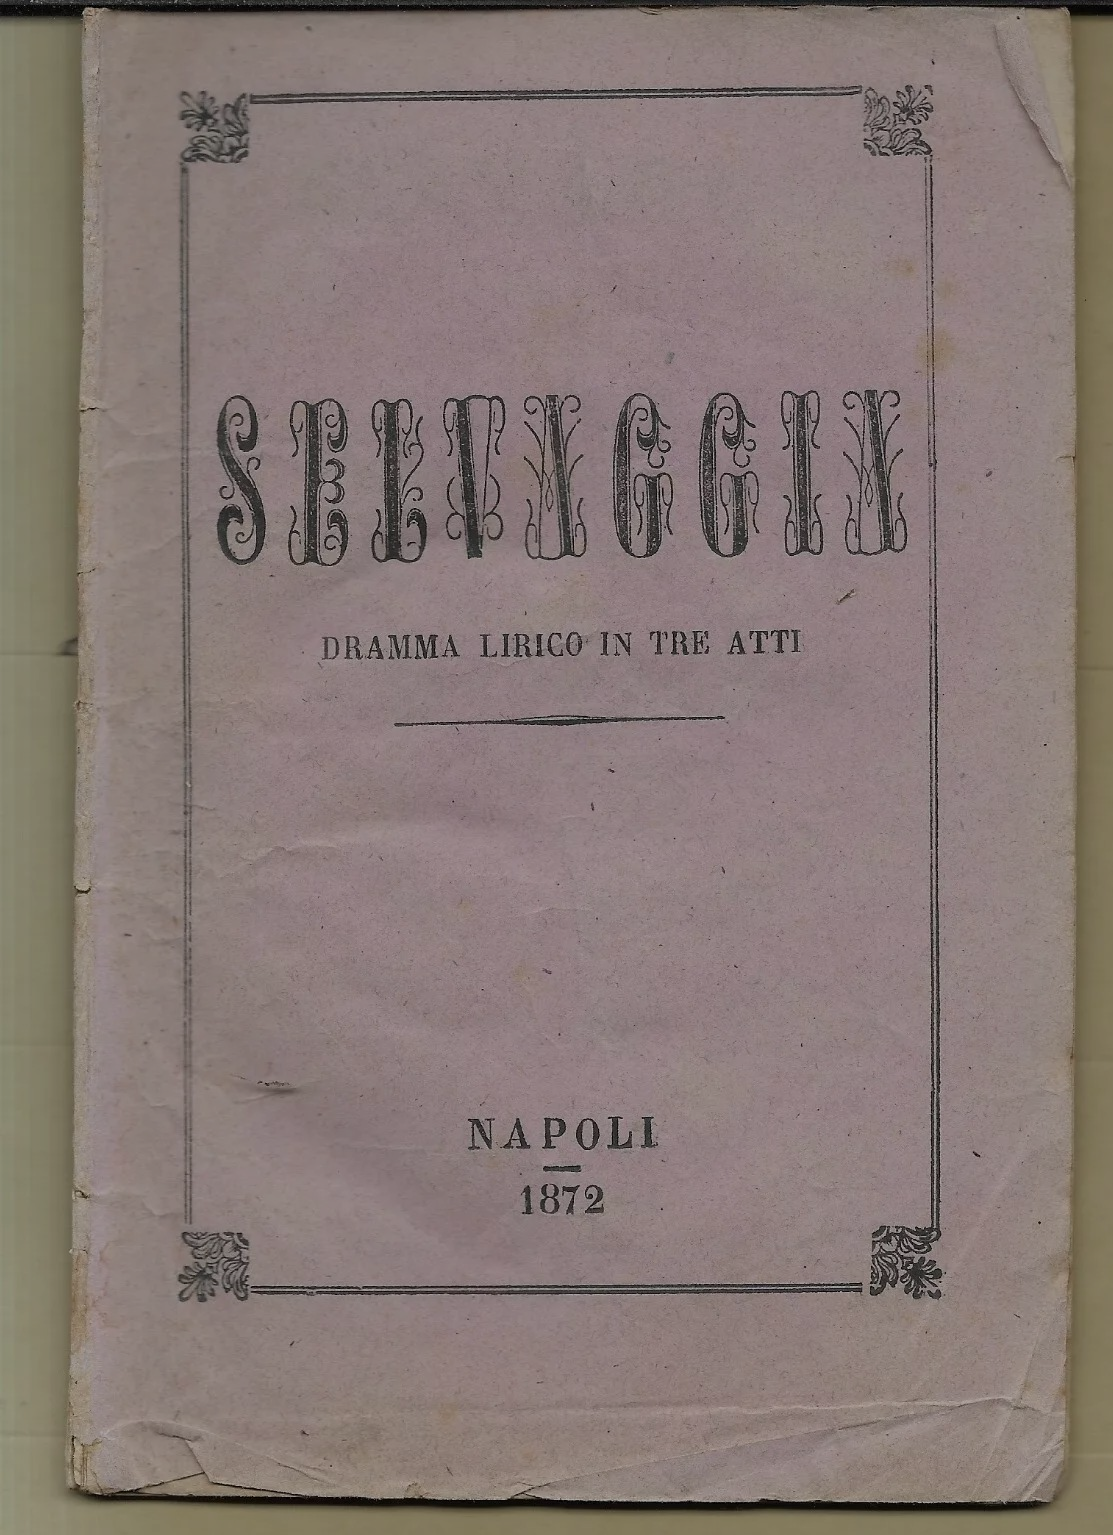 SELVAGGIA
DRAMMA LIRICO IN TRE ATTI
NAPOLI
1872